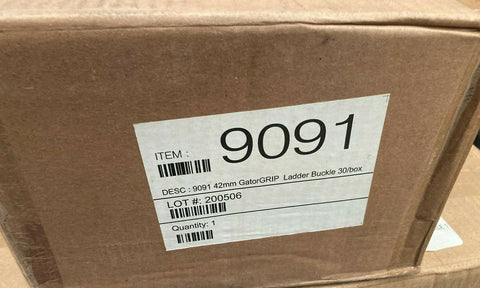 ITEM : 9091
DESC : 9091 42mm GatorGRIP Ladder Buckle 30/box
LOT #: 200506
Quantity: 1